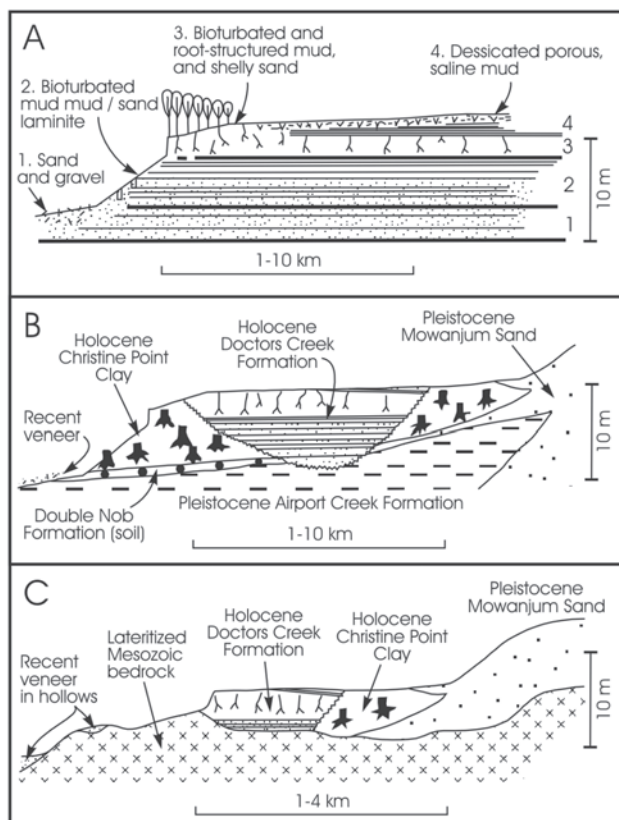 A
3. Bioturbated and
root-structured mud,
and shelly sand
4. Dessicated porous,
saline mud
2. Bioturbated
mud mud / sand
laminite
1. Sand
and gravel
4
3
2
1
10 m
1-10 km
B
Holocene
Christine Point
Clay
Holocene
Doctors Creek
Formation
Pleistocene
Mowanjum Sand
Recent
veneer
10 m
Double Nob
Formation (soil)
Pleistocene Airport Creek Formation
1-10 km
C
Recent
veneer
in hollows
Lateritized
Mesozoic
bedrock
Holocene
Doctors Creek
Formation
Holocene
Christine Point
Clay
Pleistocene
Mowanjum Sand
10 m
1-4 km